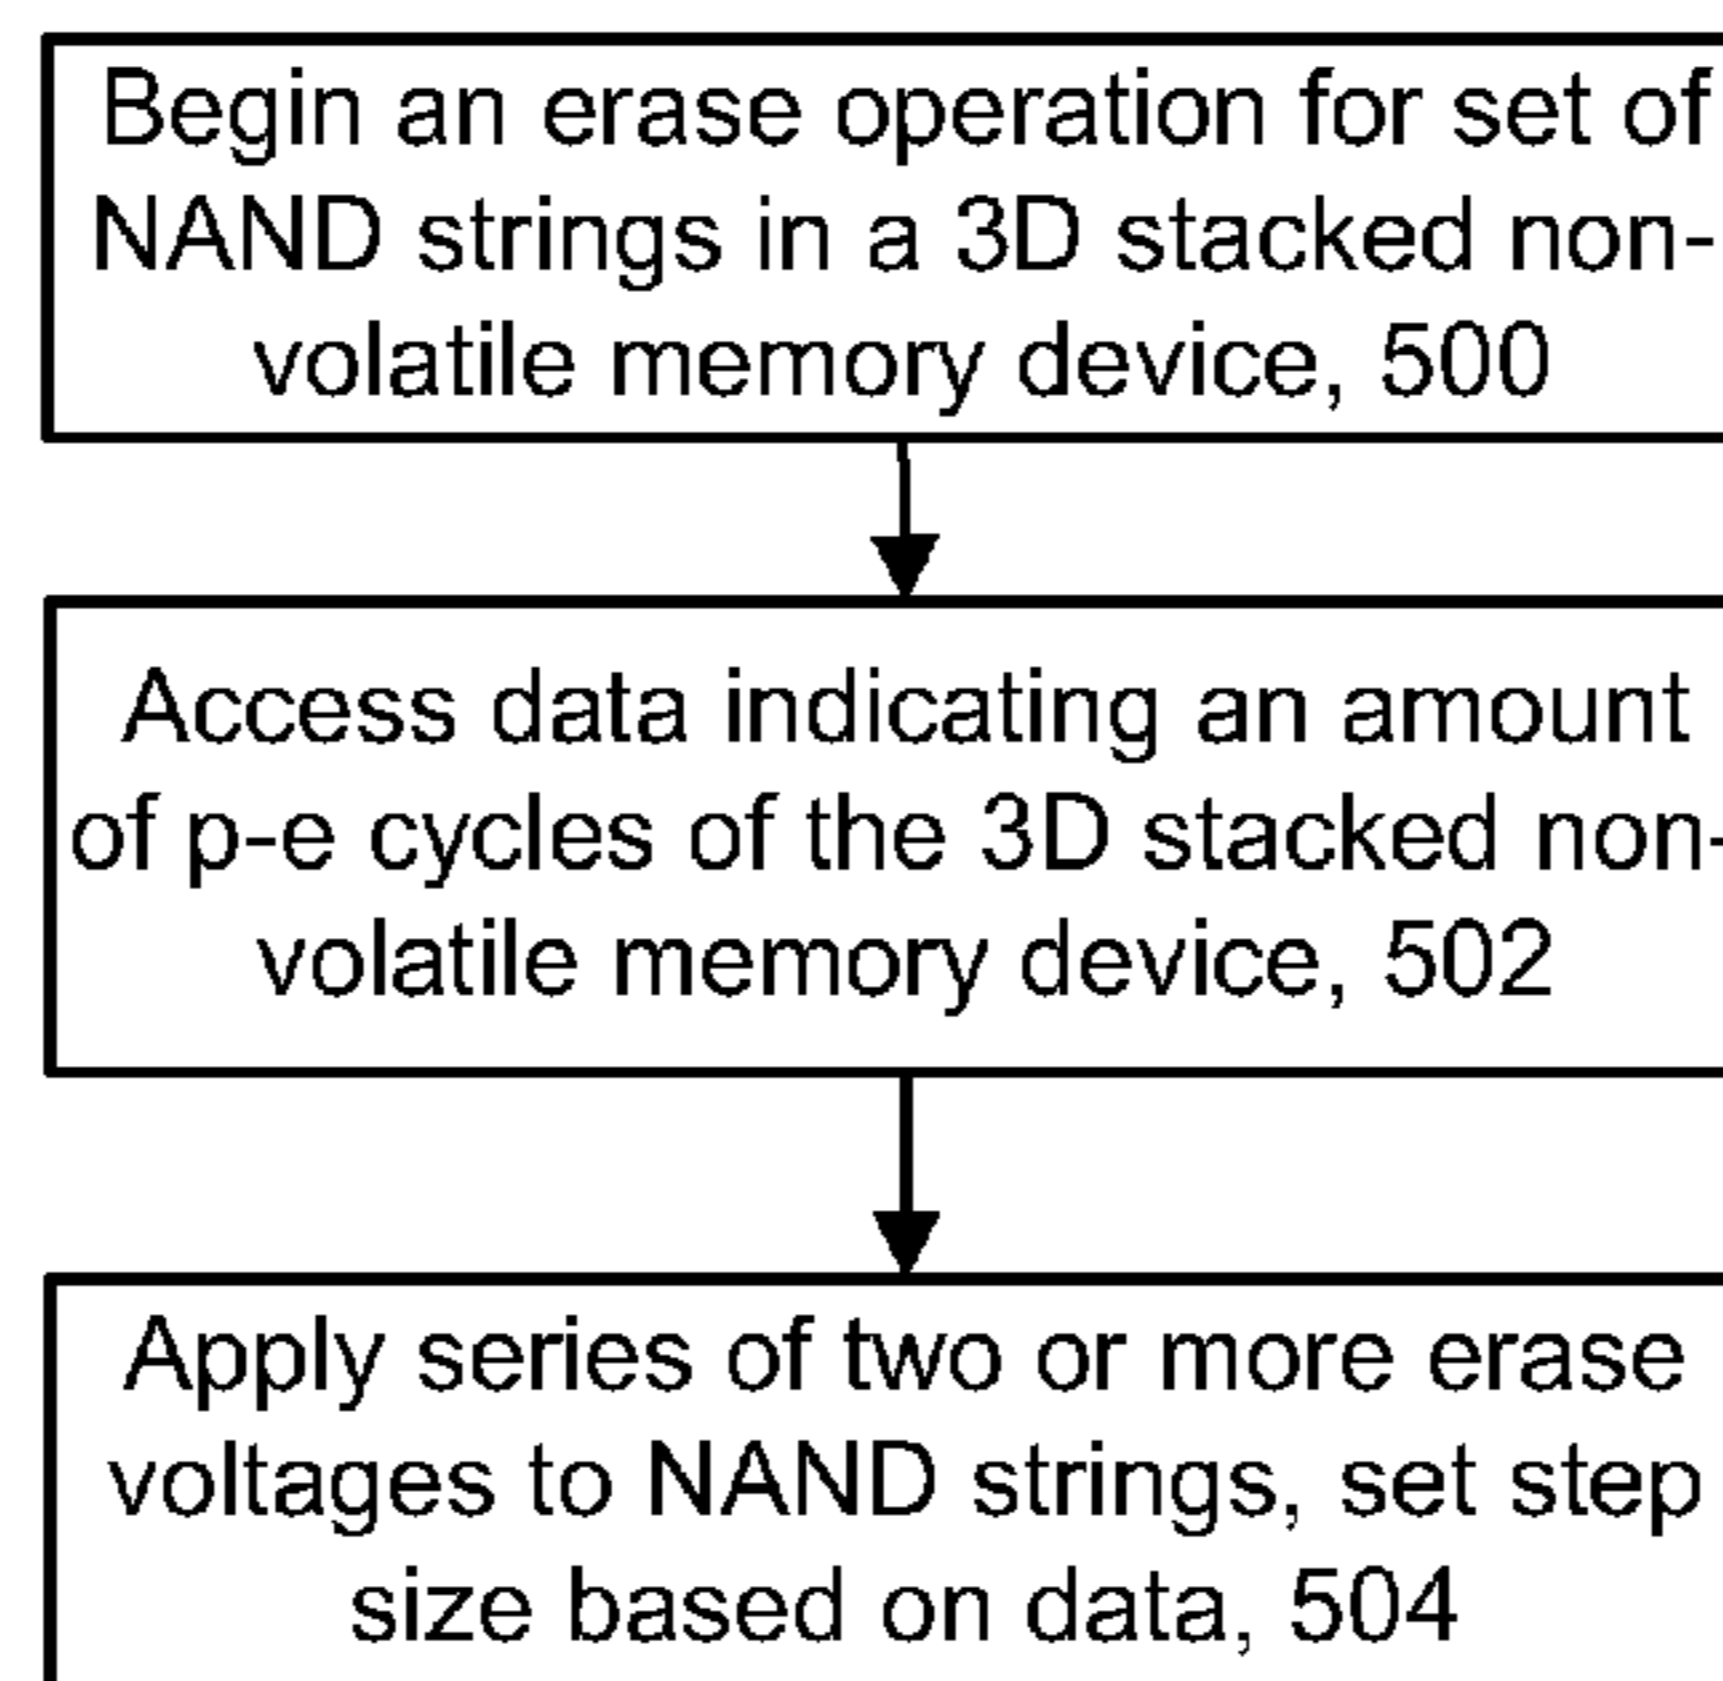 Begin an erase operation for set of
NAND strings in a 3D stacked non-
volatile memory device, 500
Access data indicating an amount
of p-e cycles of the 3D stacked non-
volatile memory device, 502
Apply series of two or more erase
voltages to NAND strings, set step
size based on data, 504